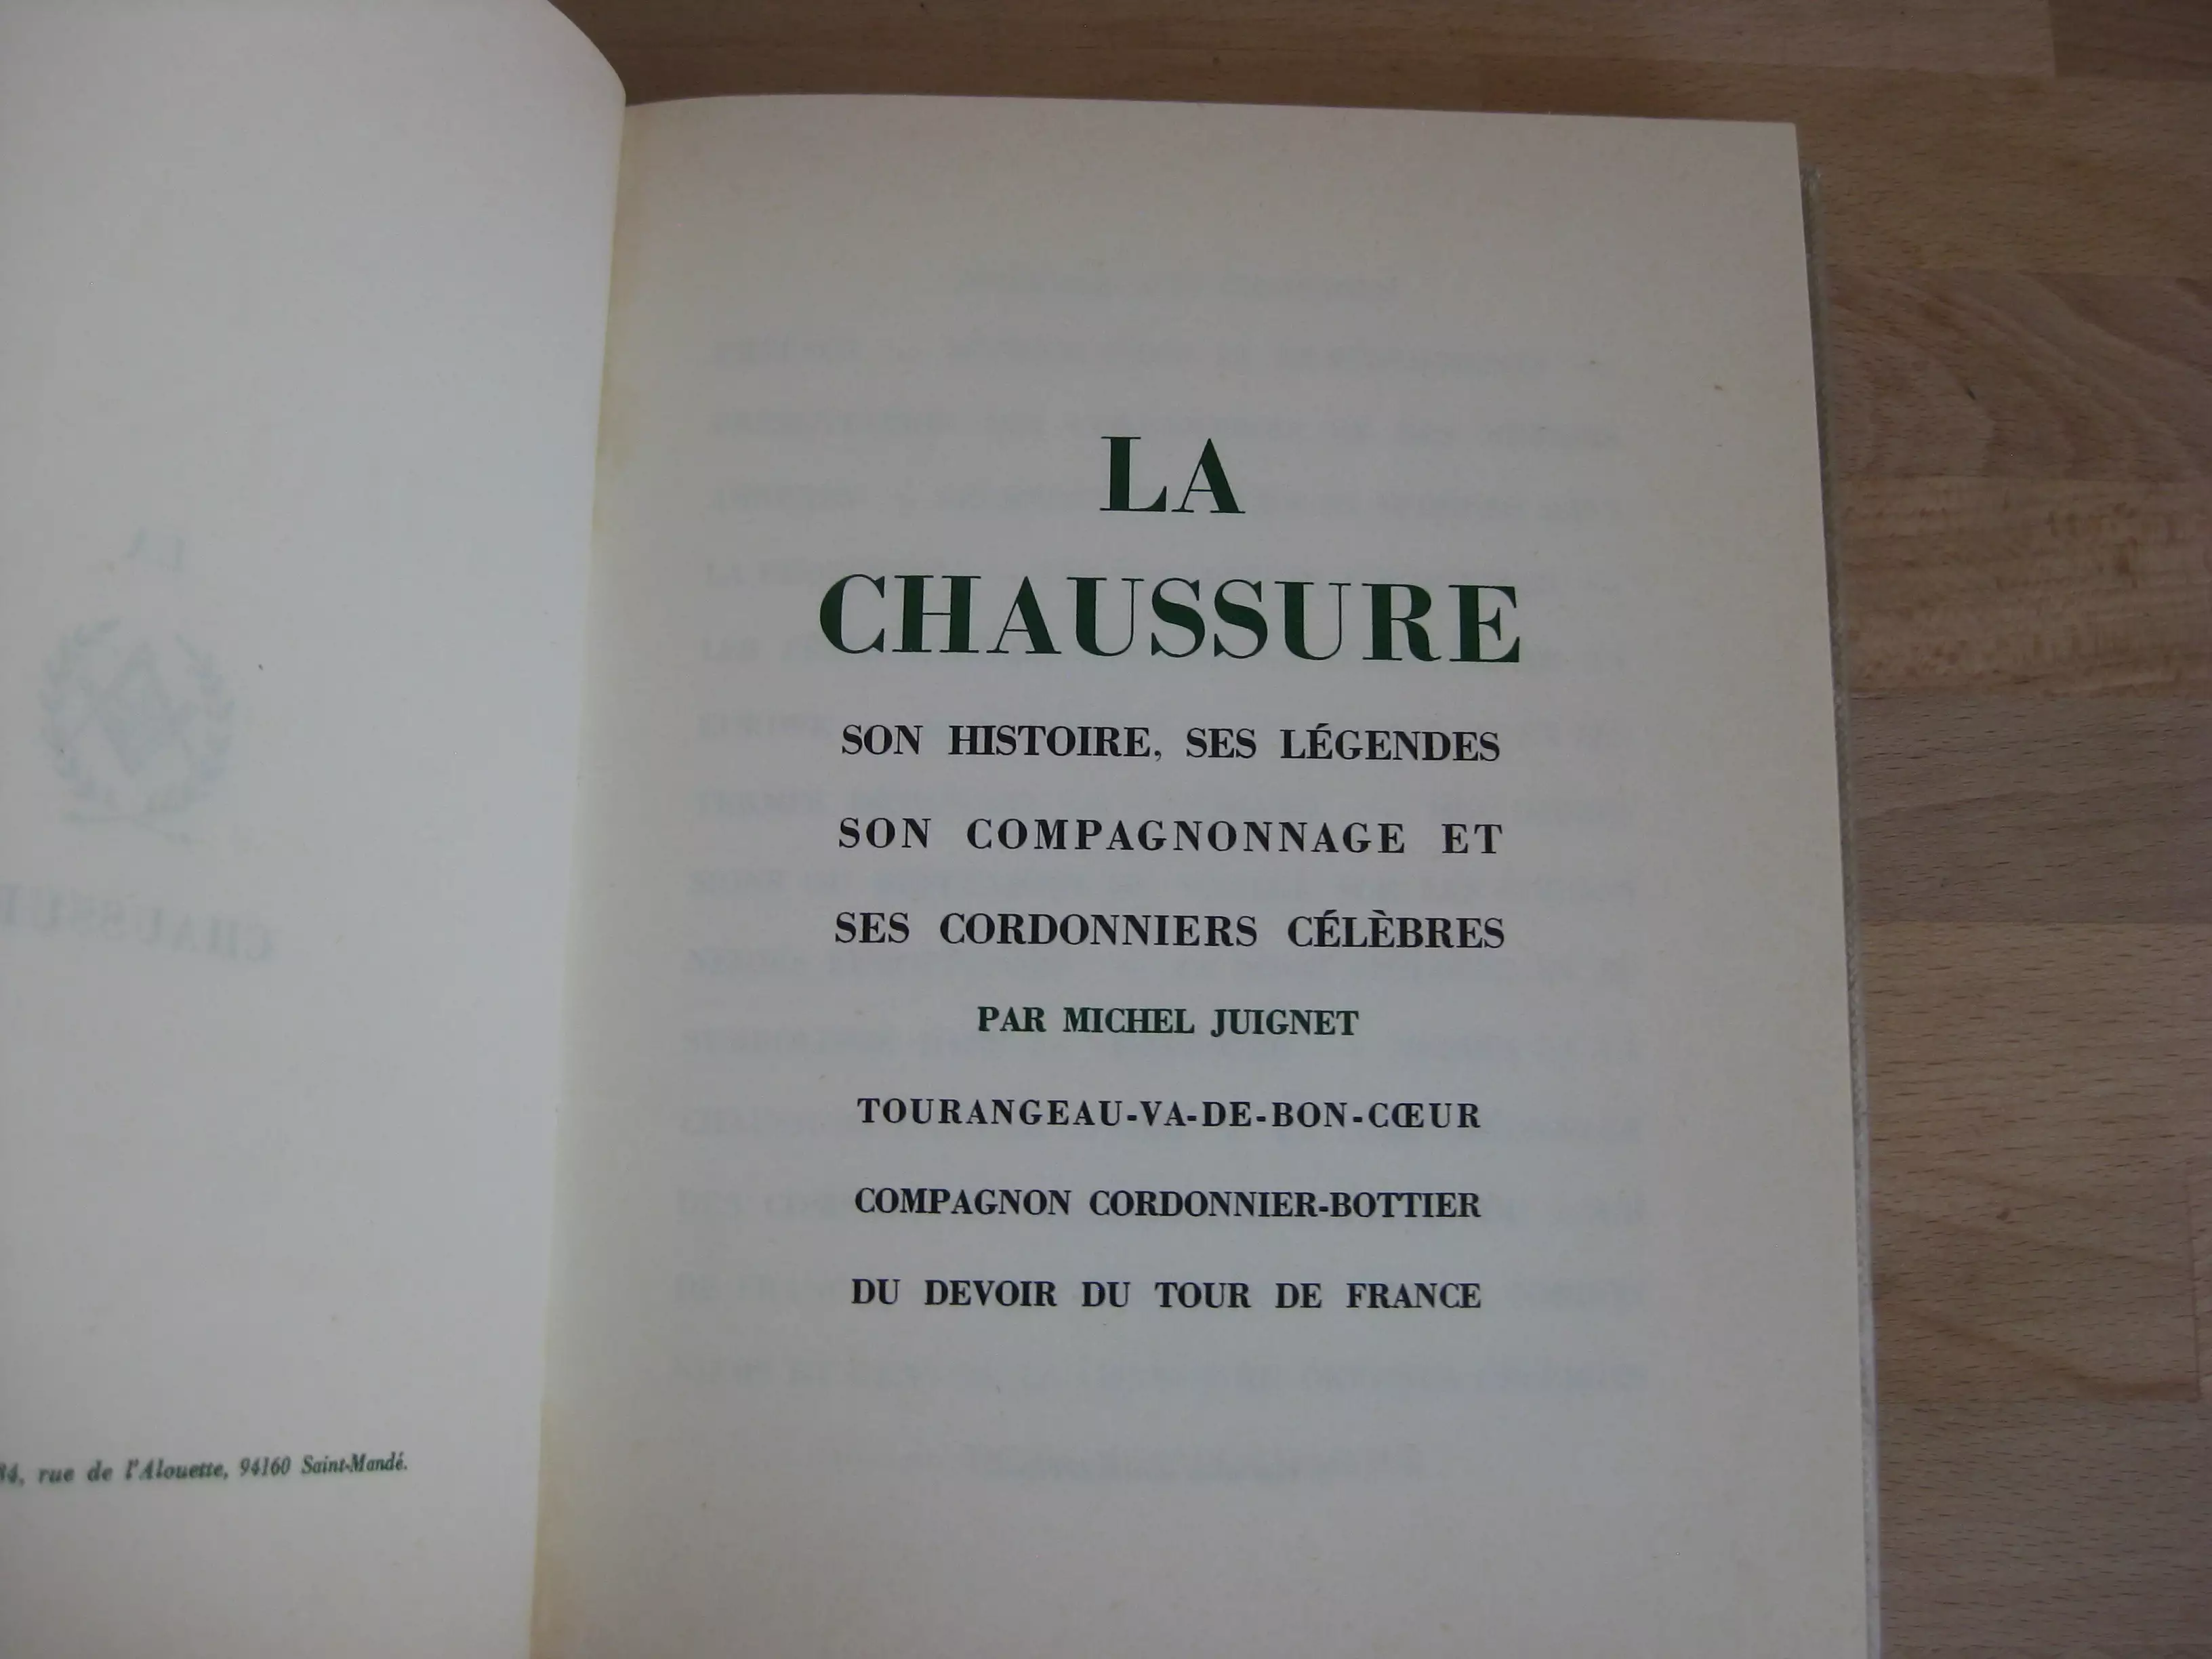 34, rue de l'Alouette, 94160 Saint-Mandé.
LA
CHAUSSURE
SON HISTOIRE, SES LÉGENDES
SON COMPAGNONNAGE ET
SES CORDONNIERS CÉLÈBRES
PAR MICHEL JUIGNET
TOURANGEAU-VA-DE-BON-CŒUR
COMPAGNON CORDONNIER-BOTTIER
DU DEVOIR DU TOUR DE FRANCE